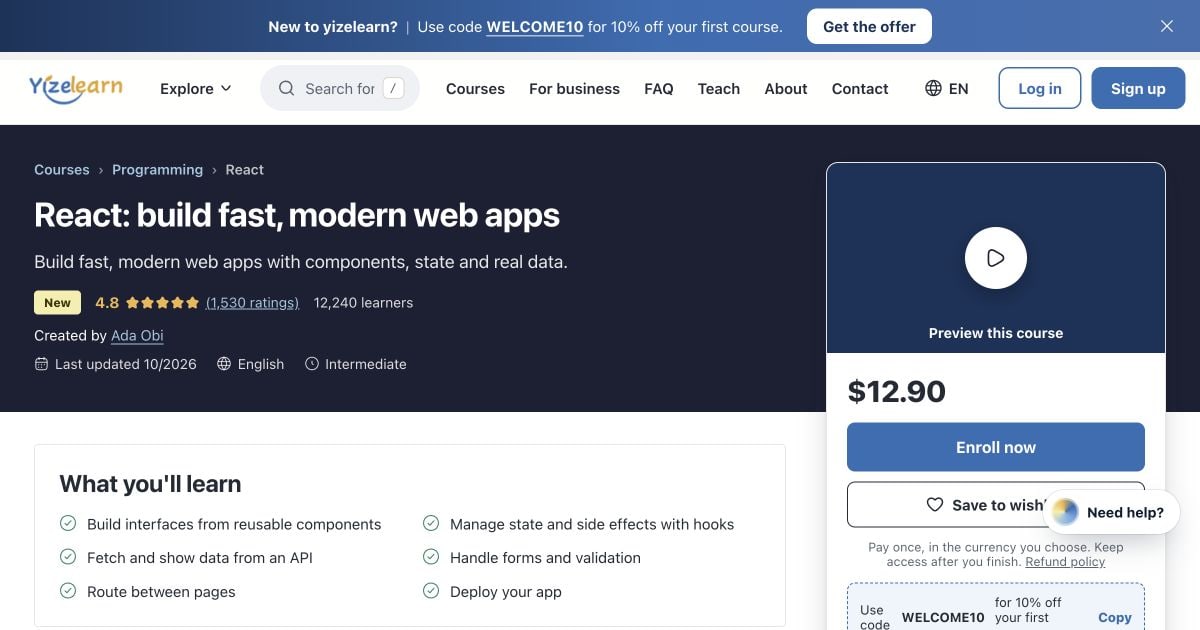 New to yizelearn? | Use code WELCOME10 for 10% off your first course. Get the offer
Yizelearn Explore Search for / Courses For business FAQ Teach About Contact EN Log in Sign up
Courses › Programming › React
React: build fast, modern web apps
Build fast, modern web apps with components, state and real data.
New 4.8 (1,530 ratings) 12,240 learners
Created by Ada Obi
Last updated 10/2026 English Intermediate
Preview this course
$12.90
Enroll now
Save to wishl
Need help?
Pay once, in the currency you choose. Keep
access after you finish. Refund policy
Use
code
WELCOME10
for 10% off
your first
Copy
What you'll learn
Build interfaces from reusable components
Manage state and side effects with hooks
Fetch and show data from an API
Handle forms and validation
Route between pages
Deploy your app